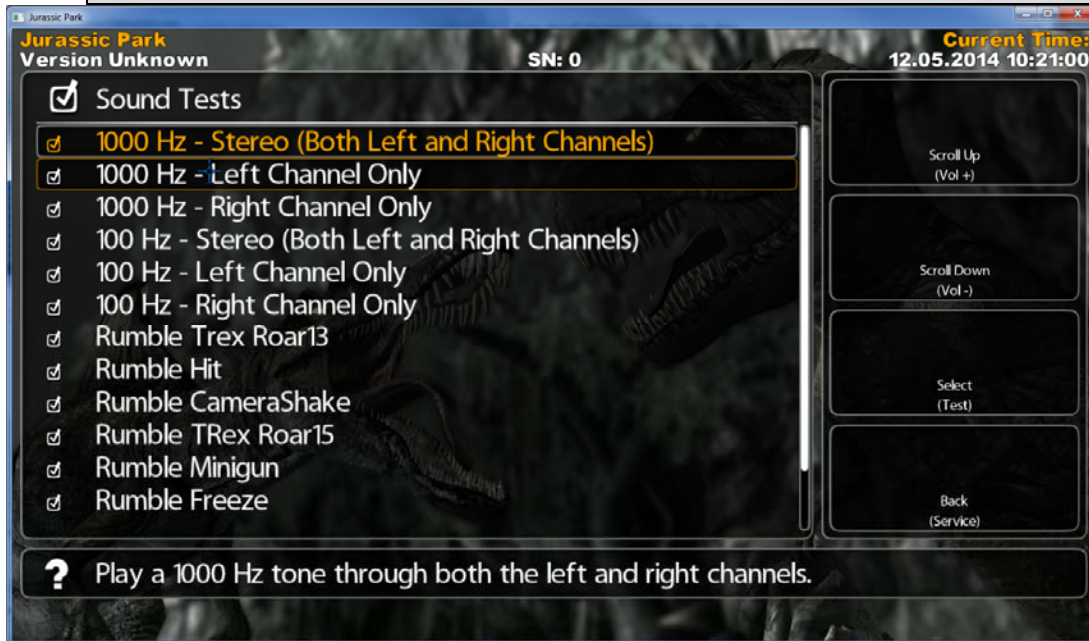 Jurassic Park
Jurassic Park
Version Unknown
SN: 0
Current Time:
12.05.2014 10:21:00
Sound Tests
1000 Hz - Stereo (Both Left and Right Channels)
1000 Hz - Left Channel Only
1000 Hz - Right Channel Only
100 Hz - Stereo (Both Left and Right Channels)
100 Hz - Left Channel Only
100 Hz - Right Channel Only
Rumble Trex Roar13
Rumble Hit
Rumble CameraShake
Rumble TRex Roar15
Rumble Minigun
Rumble Freeze
Scroll Up
(Vol +)
Scroll Down
(Vol -)
Select
(Test)
Back
(Service)
? Play a 1000 Hz tone through both the left and right channels.